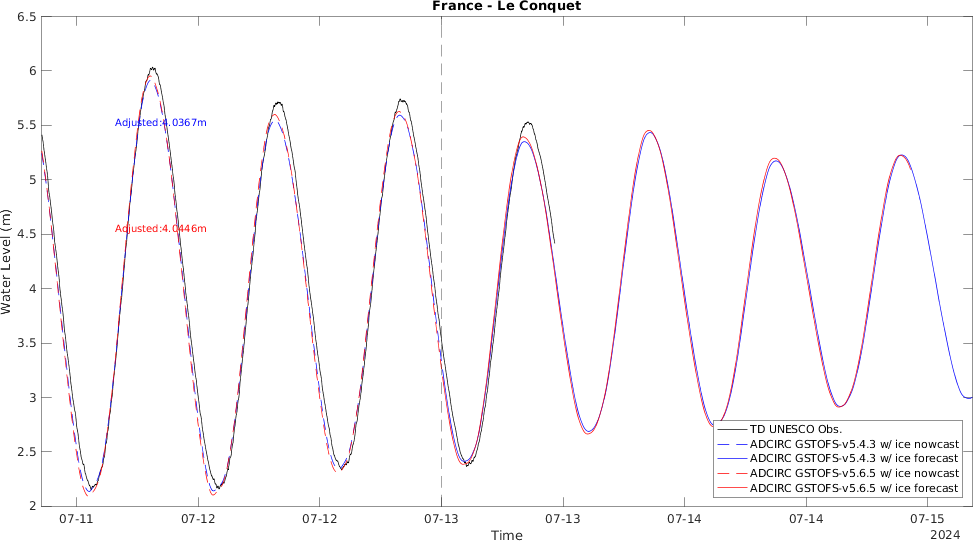 France - Le Conquet
6.5
6
5.5
5
4.5
4
3.5
3
2.5
2
Water Level (m)
Adjusted:4.0367m
Adjusted:4.0446m
TD UNESCO Obs.
ADCIRC GSTOFS-v5.4.3 w/ ice nowcast
ADCIRC GSTOFS-v5.4.3 w/ ice forecast
ADCIRC GSTOFS-v5.6.5 w/ ice nowcast
ADCIRC GSTOFS-v5.6.5 w/ ice forecast
07-11 07-12 07-12 07-13 07-13 07-14 07-14 07-15
Time
2024